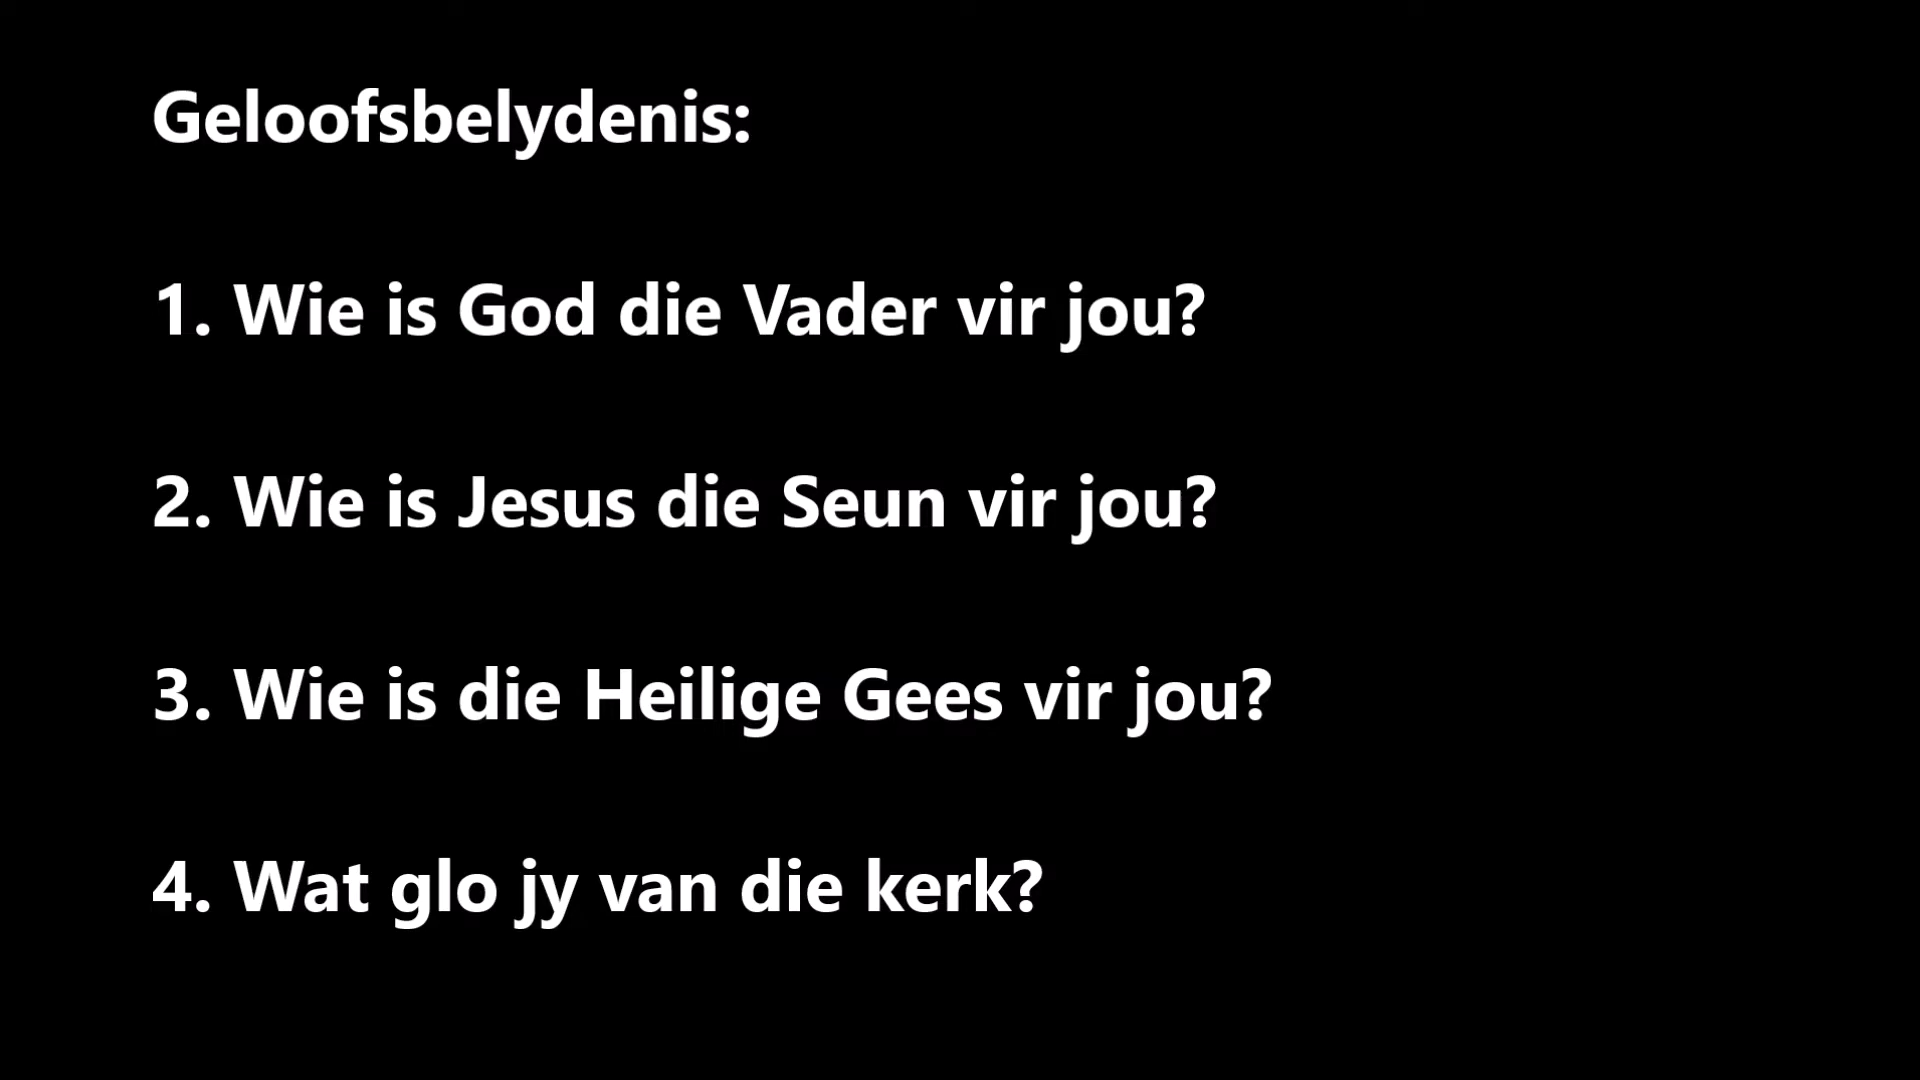 Geloofsbelydenis:
1. Wie is God die Vader vir jou?
2. Wie is Jesus die Seun vir jou?
3. Wie is die Heilige Gees vir jou?
4. Wat glo jy van die kerk?